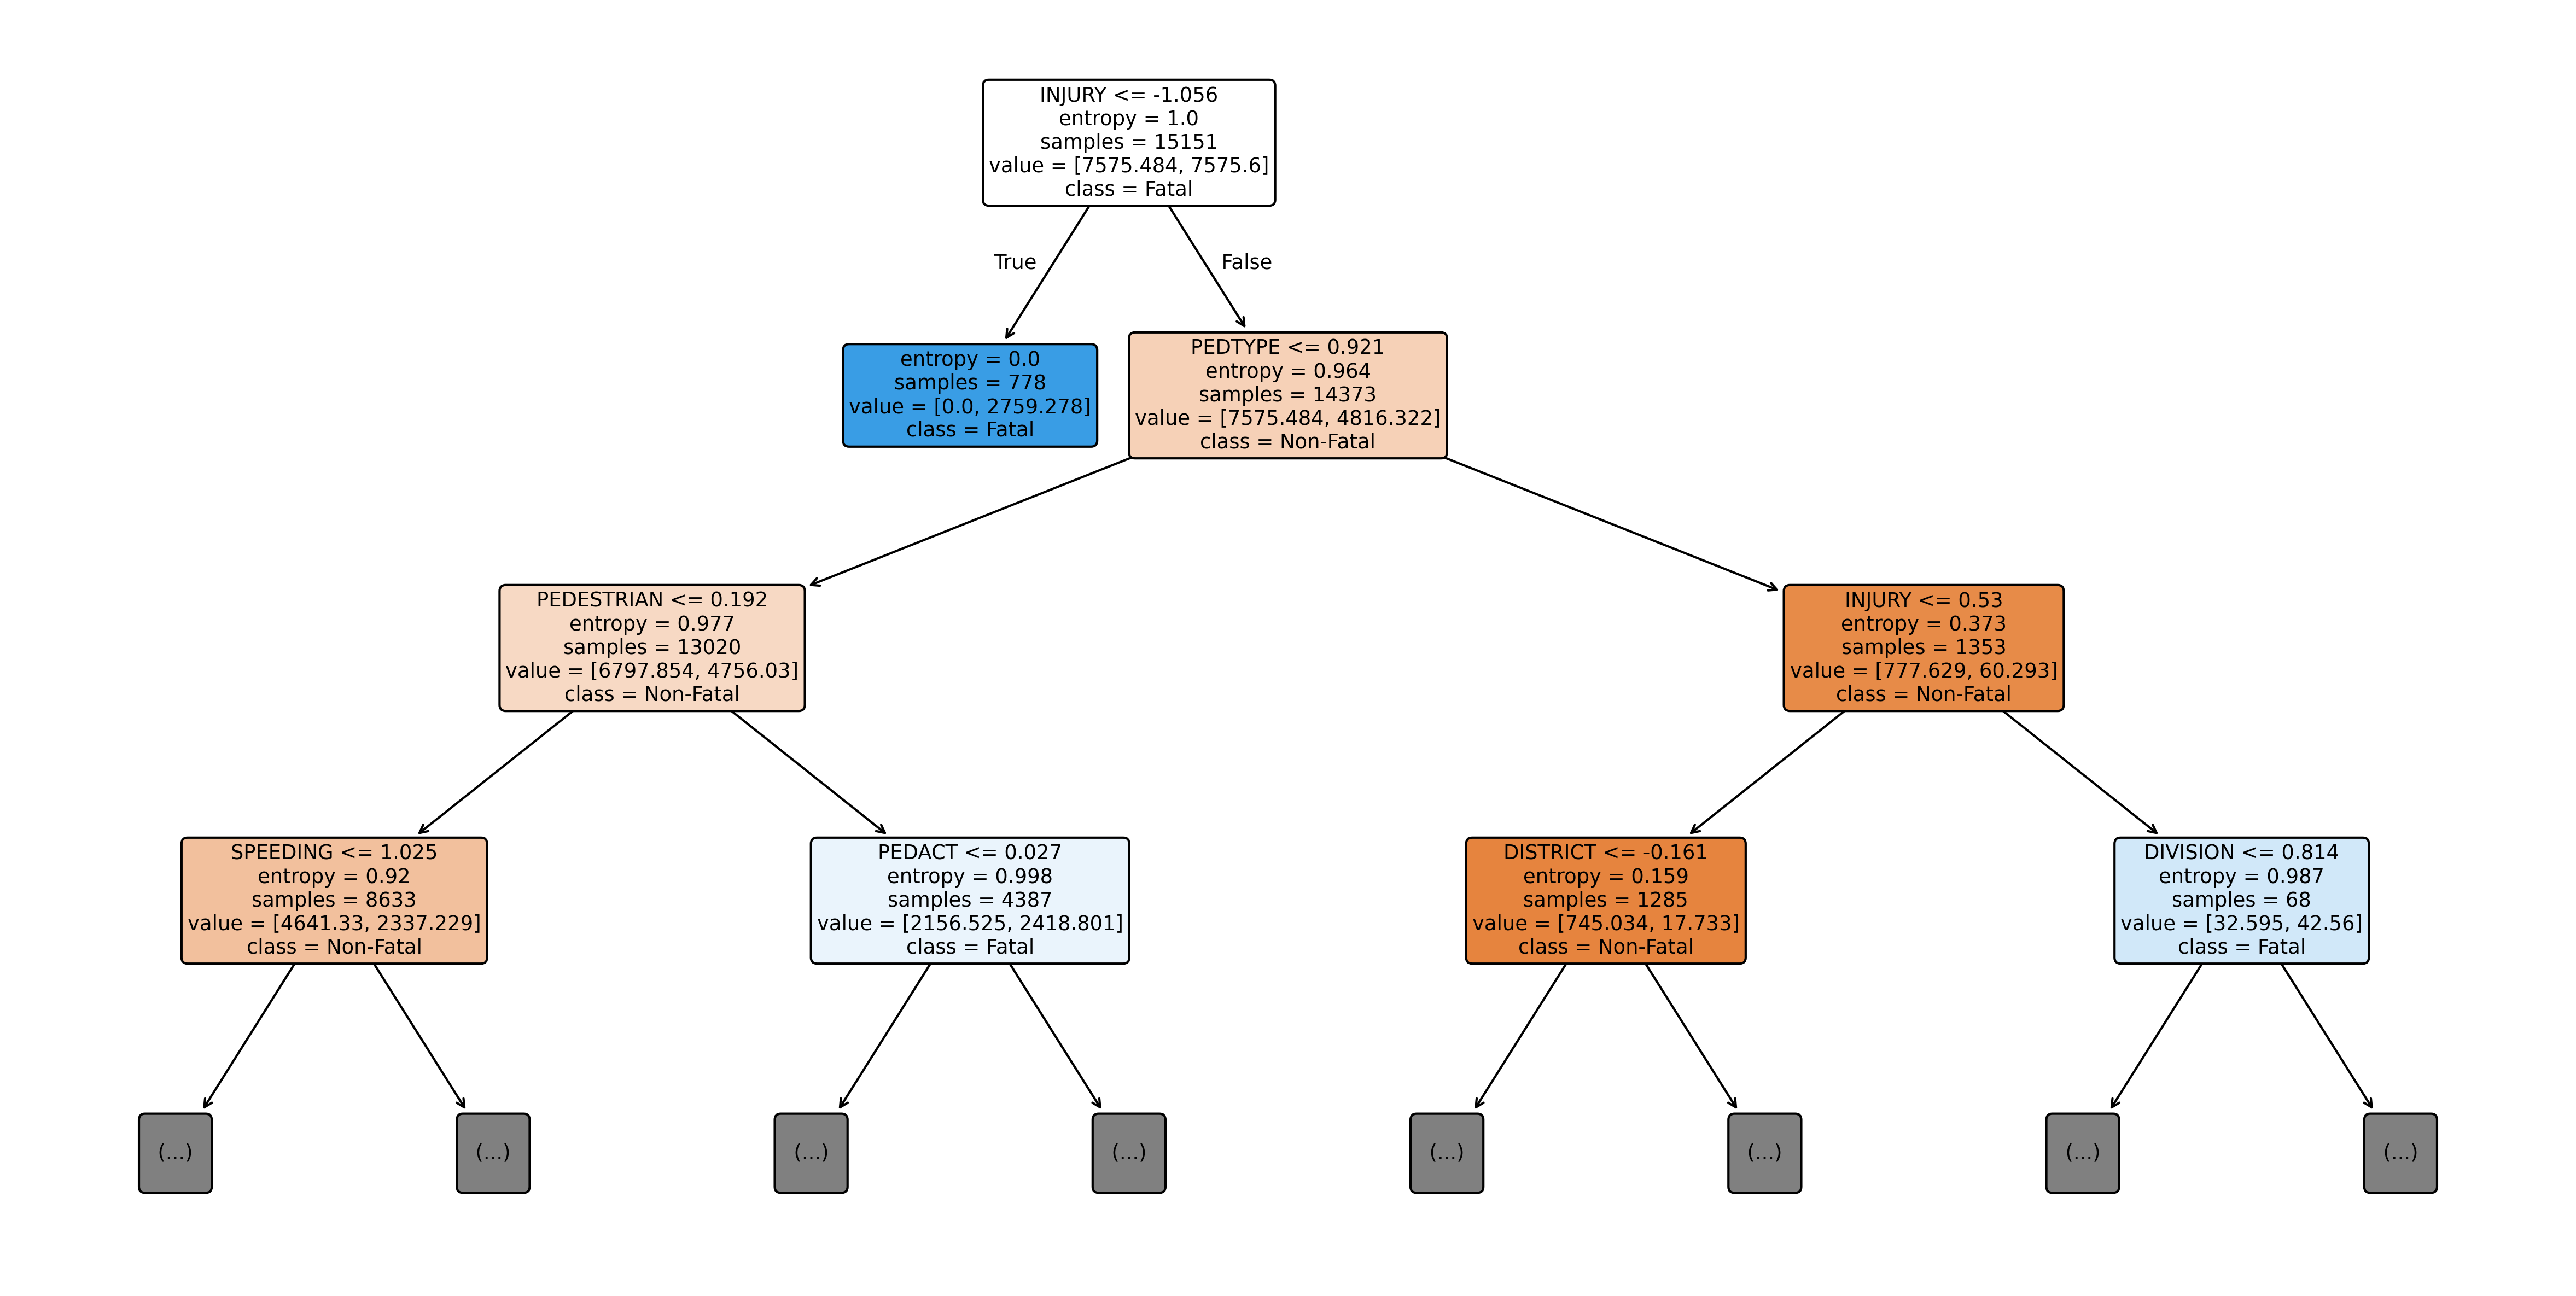 INJURY <= -1.056
entropy = 1.0
samples = 15151
value = [7575.484, 7575.6]
class = Fatal
True
False
entropy = 0.0
samples = 778
value = [0.0, 2759.278]
class = Fatal
PEDTYPE <= 0.921
entropy = 0.964
samples = 14373
value = [7575.484, 4816.322]
class = Non-Fatal
PEDESTRIAN <= 0.192
entropy = 0.977
samples = 13020
value = [6797.854, 4756.03]
class = Non-Fatal
INJURY <= 0.53
entropy = 0.373
samples = 1353
value = [777.629, 60.293]
class = Non-Fatal
SPEEDING <= 1.025
entropy = 0.92
samples = 8633
value = [4641.33, 2337.229]
class = Non-Fatal
PEDACT <= 0.027
entropy = 0.998
samples = 4387
value = [2156.525, 2418.801]
class = Fatal
DISTRICT <= -0.161
entropy = 0.159
samples = 1285
value = [745.034, 17.733]
class = Non-Fatal
DIVISION <= 0.814
entropy = 0.987
samples = 68
value = [32.595, 42.56]
class = Fatal
(...)
(...)
(...)
(...)
(...)
(...)
(...)
(...)